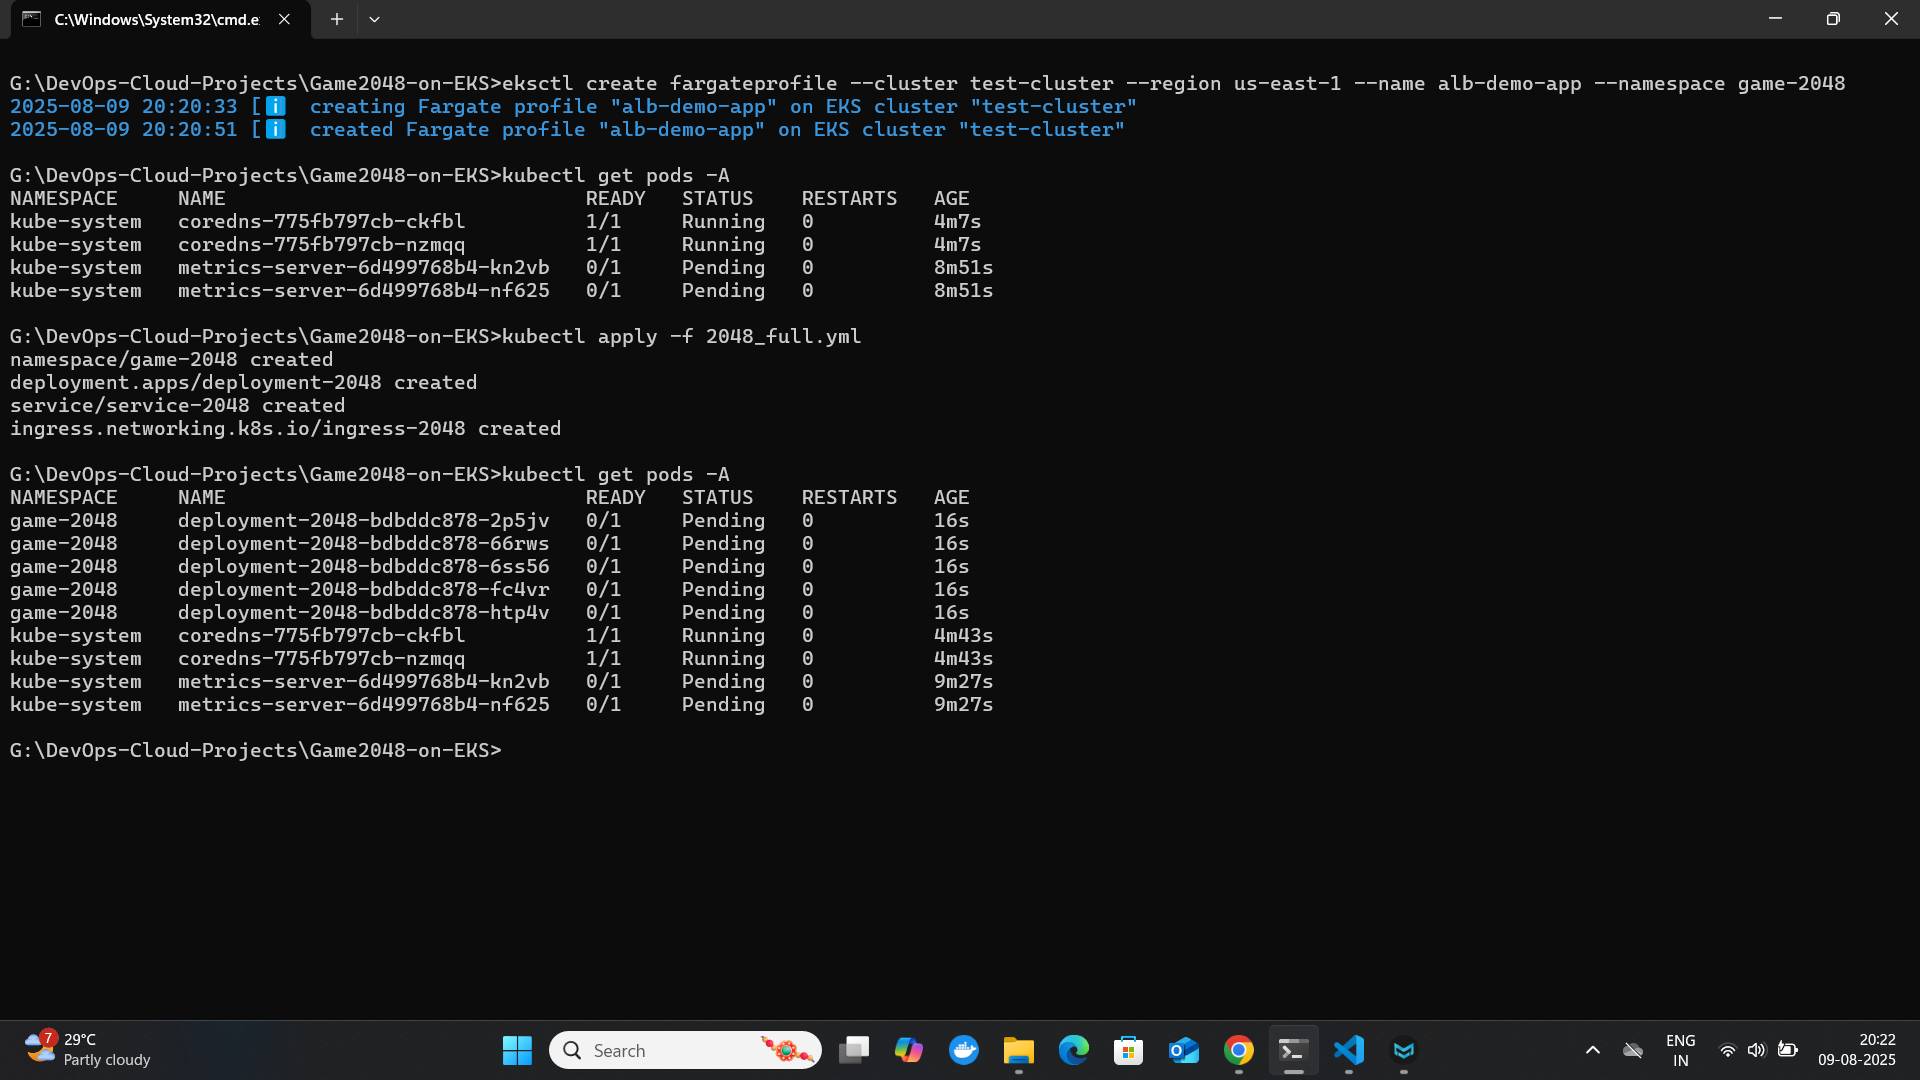 C:\Windows\System32\cmd.e
G:\DevOps-Cloud-Projects\Game2048-on-EKS>eksctl create fargateprofile --cluster test-cluster --region us-east-1 --name alb-demo-app --namespace game-2048
2025-08-09 20:20:33 [ℹ]  creating Fargate profile "alb-demo-app" on EKS cluster "test-cluster"
2025-08-09 20:20:51 [ℹ]  created Fargate profile "alb-demo-app" on EKS cluster "test-cluster"
G:\DevOps-Cloud-Projects\Game2048-on-EKS>kubectl get pods -A
NAMESPACE     NAME                              READY   STATUS    RESTARTS   AGE
kube-system   coredns-775fb797cb-ckfbl          1/1     Running   0          4m7s
kube-system   coredns-775fb797cb-nzmqq          1/1     Running   0          4m7s
kube-system   metrics-server-6d499768b4-kn2vb   0/1     Pending   0          8m51s
kube-system   metrics-server-6d499768b4-nf625   0/1     Pending   0          8m51s
G:\DevOps-Cloud-Projects\Game2048-on-EKS>kubectl apply -f 2048_full.yml
namespace/game-2048 created
deployment.apps/deployment-2048 created
service/service-2048 created
ingress.networking.k8s.io/ingress-2048 created
G:\DevOps-Cloud-Projects\Game2048-on-EKS>kubectl get pods -A
NAMESPACE     NAME                              READY   STATUS    RESTARTS   AGE
game-2048     deployment-2048-bdbddc878-2p5jv   0/1     Pending   0          16s
game-2048     deployment-2048-bdbddc878-66rws   0/1     Pending   0          16s
game-2048     deployment-2048-bdbddc878-6ss56   0/1     Pending   0          16s
game-2048     deployment-2048-bdbddc878-fc4vr   0/1     Pending   0          16s
game-2048     deployment-2048-bdbddc878-htp4v   0/1     Pending   0          16s
kube-system   coredns-775fb797cb-ckfbl          1/1     Running   0          4m43s
kube-system   coredns-775fb797cb-nzmqq          1/1     Running   0          4m43s
kube-system   metrics-server-6d499768b4-kn2vb   0/1     Pending   0          9m27s
kube-system   metrics-server-6d499768b4-nf625   0/1     Pending   0          9m27s
G:\DevOps-Cloud-Projects\Game2048-on-EKS>
7
29°C
Partly cloudy
Search
ENG
IN
20:22
09-08-2025